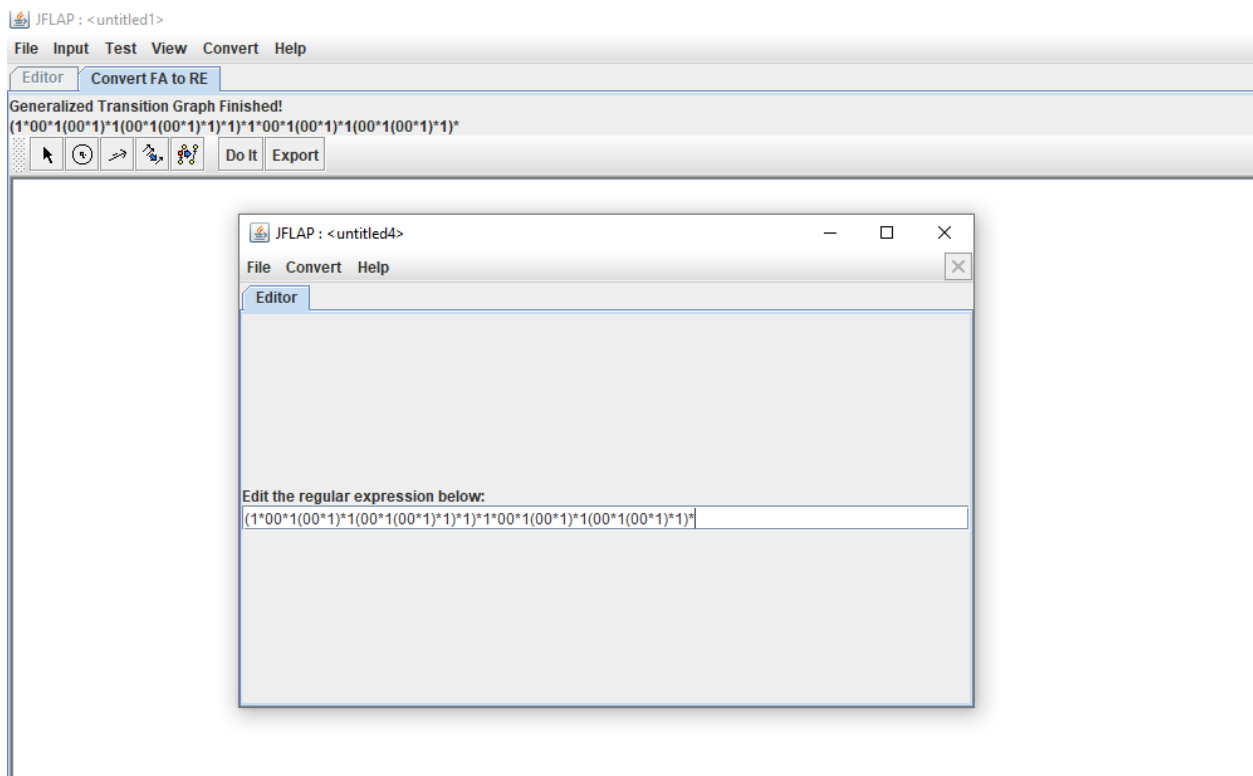 JFLAP : <untitled1>
File Input Test View Convert Help
Editor Convert FA to RE
Generalized Transition Graph Finished!
(1*00*1(00*1)*1(00*1(00*1)*1)*1)*1*00*1(00*1)*1(00*1(00*1)*1)*
Do It Export
JFLAP : <untitled4>
File Convert Help
Editor
Edit the regular expression below:
(1*00*1(00*1)*1(00*1(00*1)*1)*1)*1*00*1(00*1)*1(00*1(00*1)*1)*